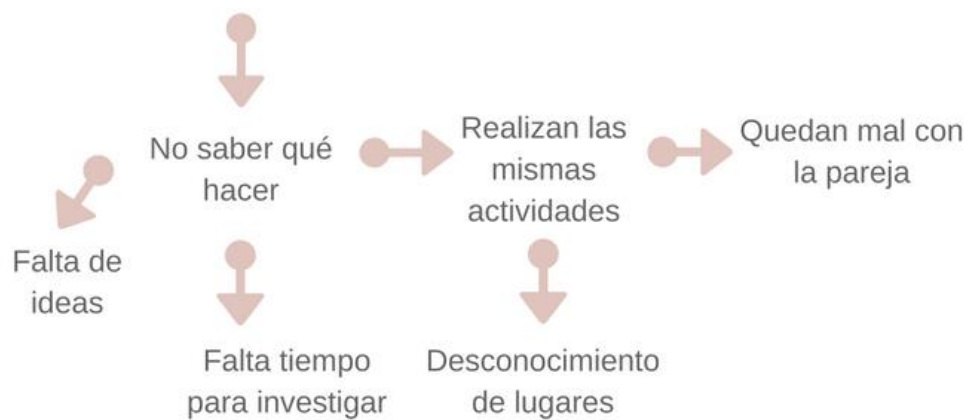 No saber qué
hacer
Realizan las
mismas
actividades
Quedan mal con
la pareja
Falta de
ideas
Falta tiempo
para investigar
Desconocimiento
de lugares